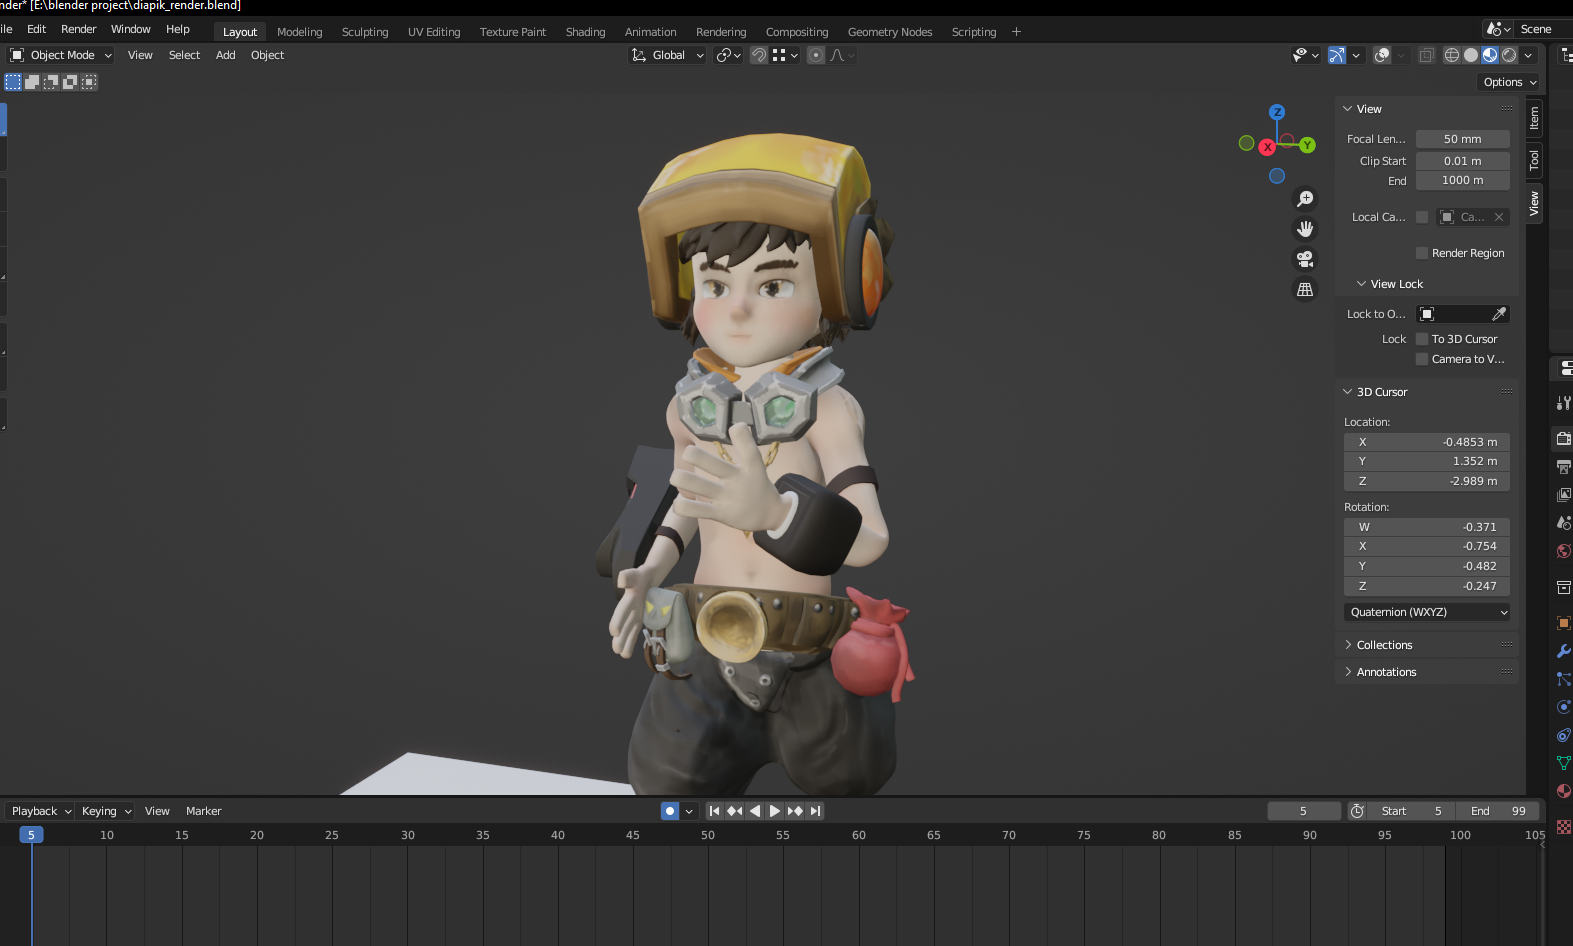 nder* [E:\blender project\diapik_render.blend]
ile Edit Render Window Help Layout Modeling Sculpting UV Editing Texture Paint Shading Animation Rendering Compositing Geometry Nodes Scripting + Scene
Object Mode View Select Add Object Global
Options
View
Focal Len... 50 mm
Clip Start 0.01 m
End 1000 m
Local Ca... Ca...
Render Region
View Lock
Lock to O...
Lock To 3D Cursor
Camera to V...
3D Cursor
Location:
X -0.4853 m
Y 1.352 m
Z -2.989 m
Rotation:
W -0.371
X -0.754
Y -0.482
Z -0.247
Quaternion (WXYZ)
Collections
Annotations
Item
Tool
View
Z
X
Y
Playback Keying View Marker 5 Start 5 End 99
5 10 15 20 25 30 35 40 45 50 55 60 65 70 75 80 85 90 95 100 105